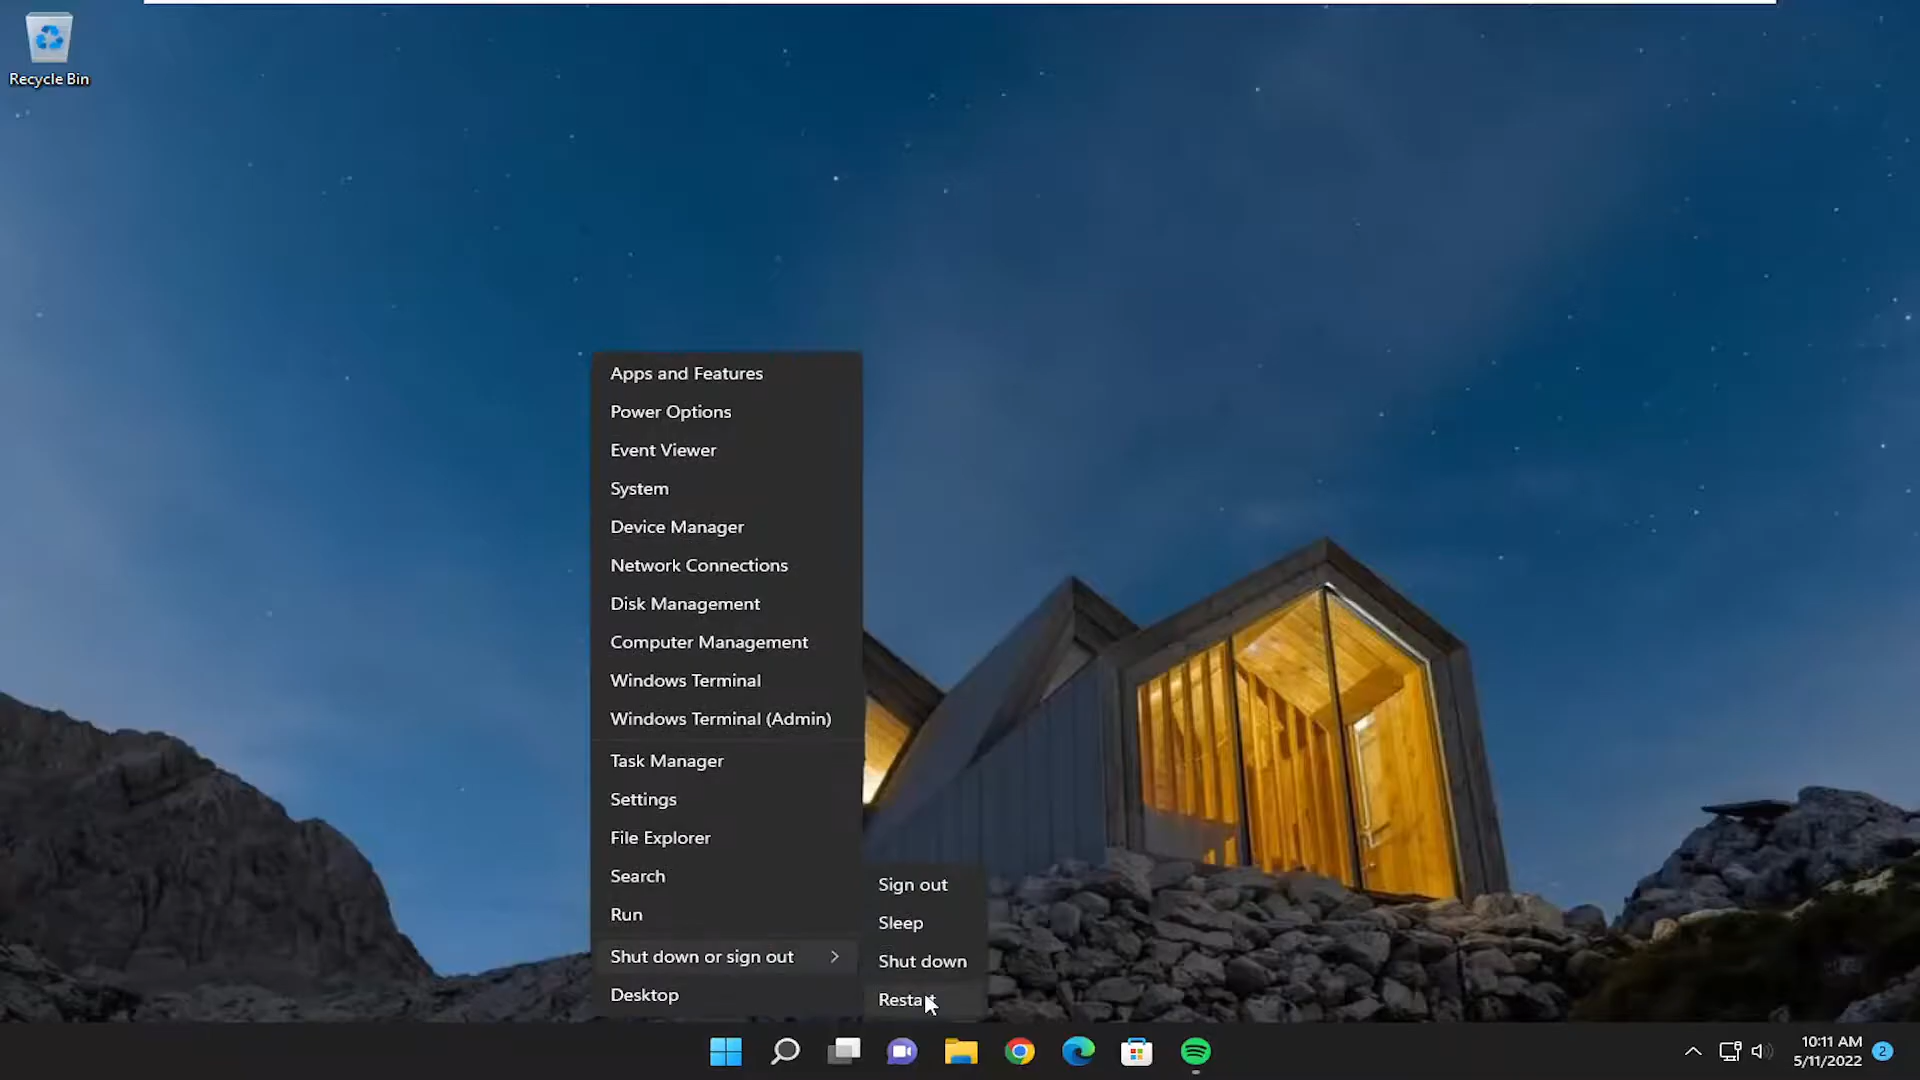 Recycle Bin
Apps and Features
Power Options
Event Viewer
System
Device Manager
Network Connections
Disk Management
Computer Management
Windows Terminal
Windows Terminal (Admin)
Task Manager
Settings
File Explorer
Search
Run
Shut down or sign out
Desktop
Sign out
Sleep
Shut down
Restart
10:11 AM
5/11/2022
2